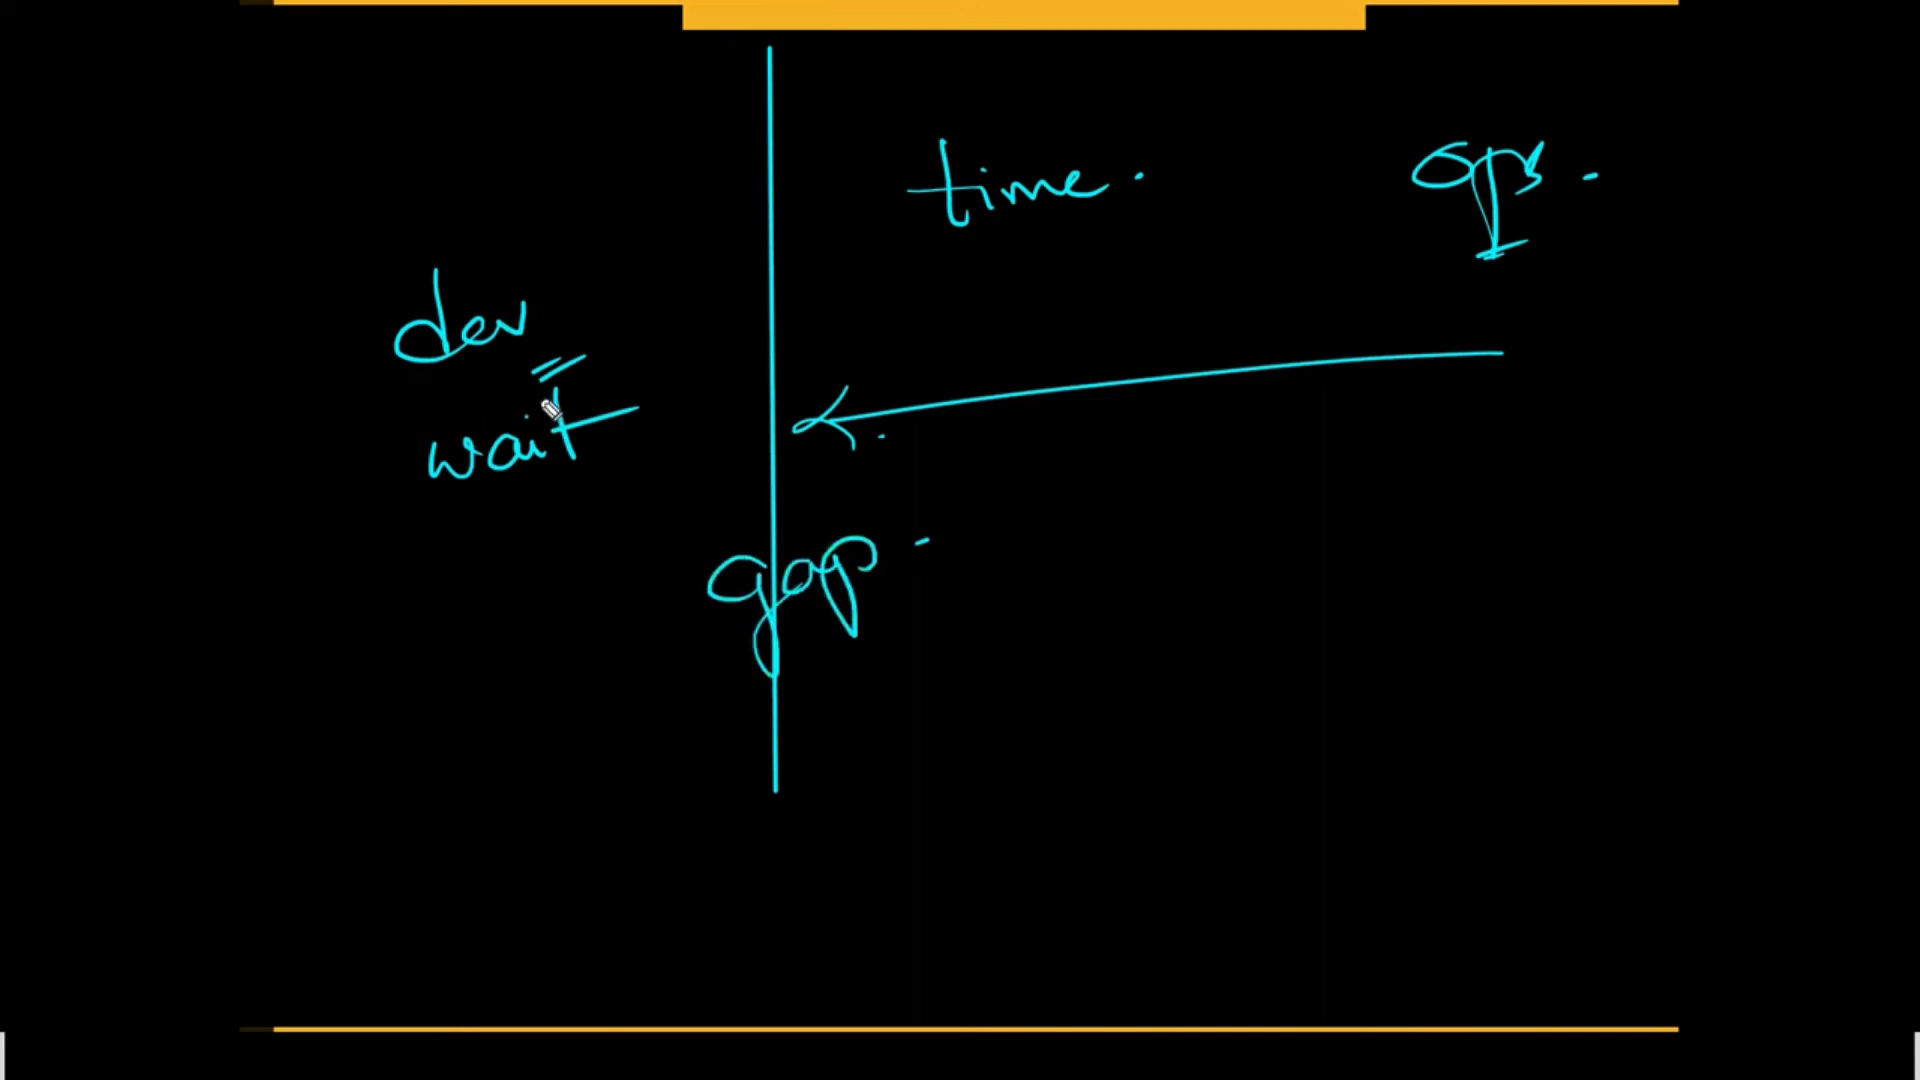 time. ops.
dev
wait
gap.